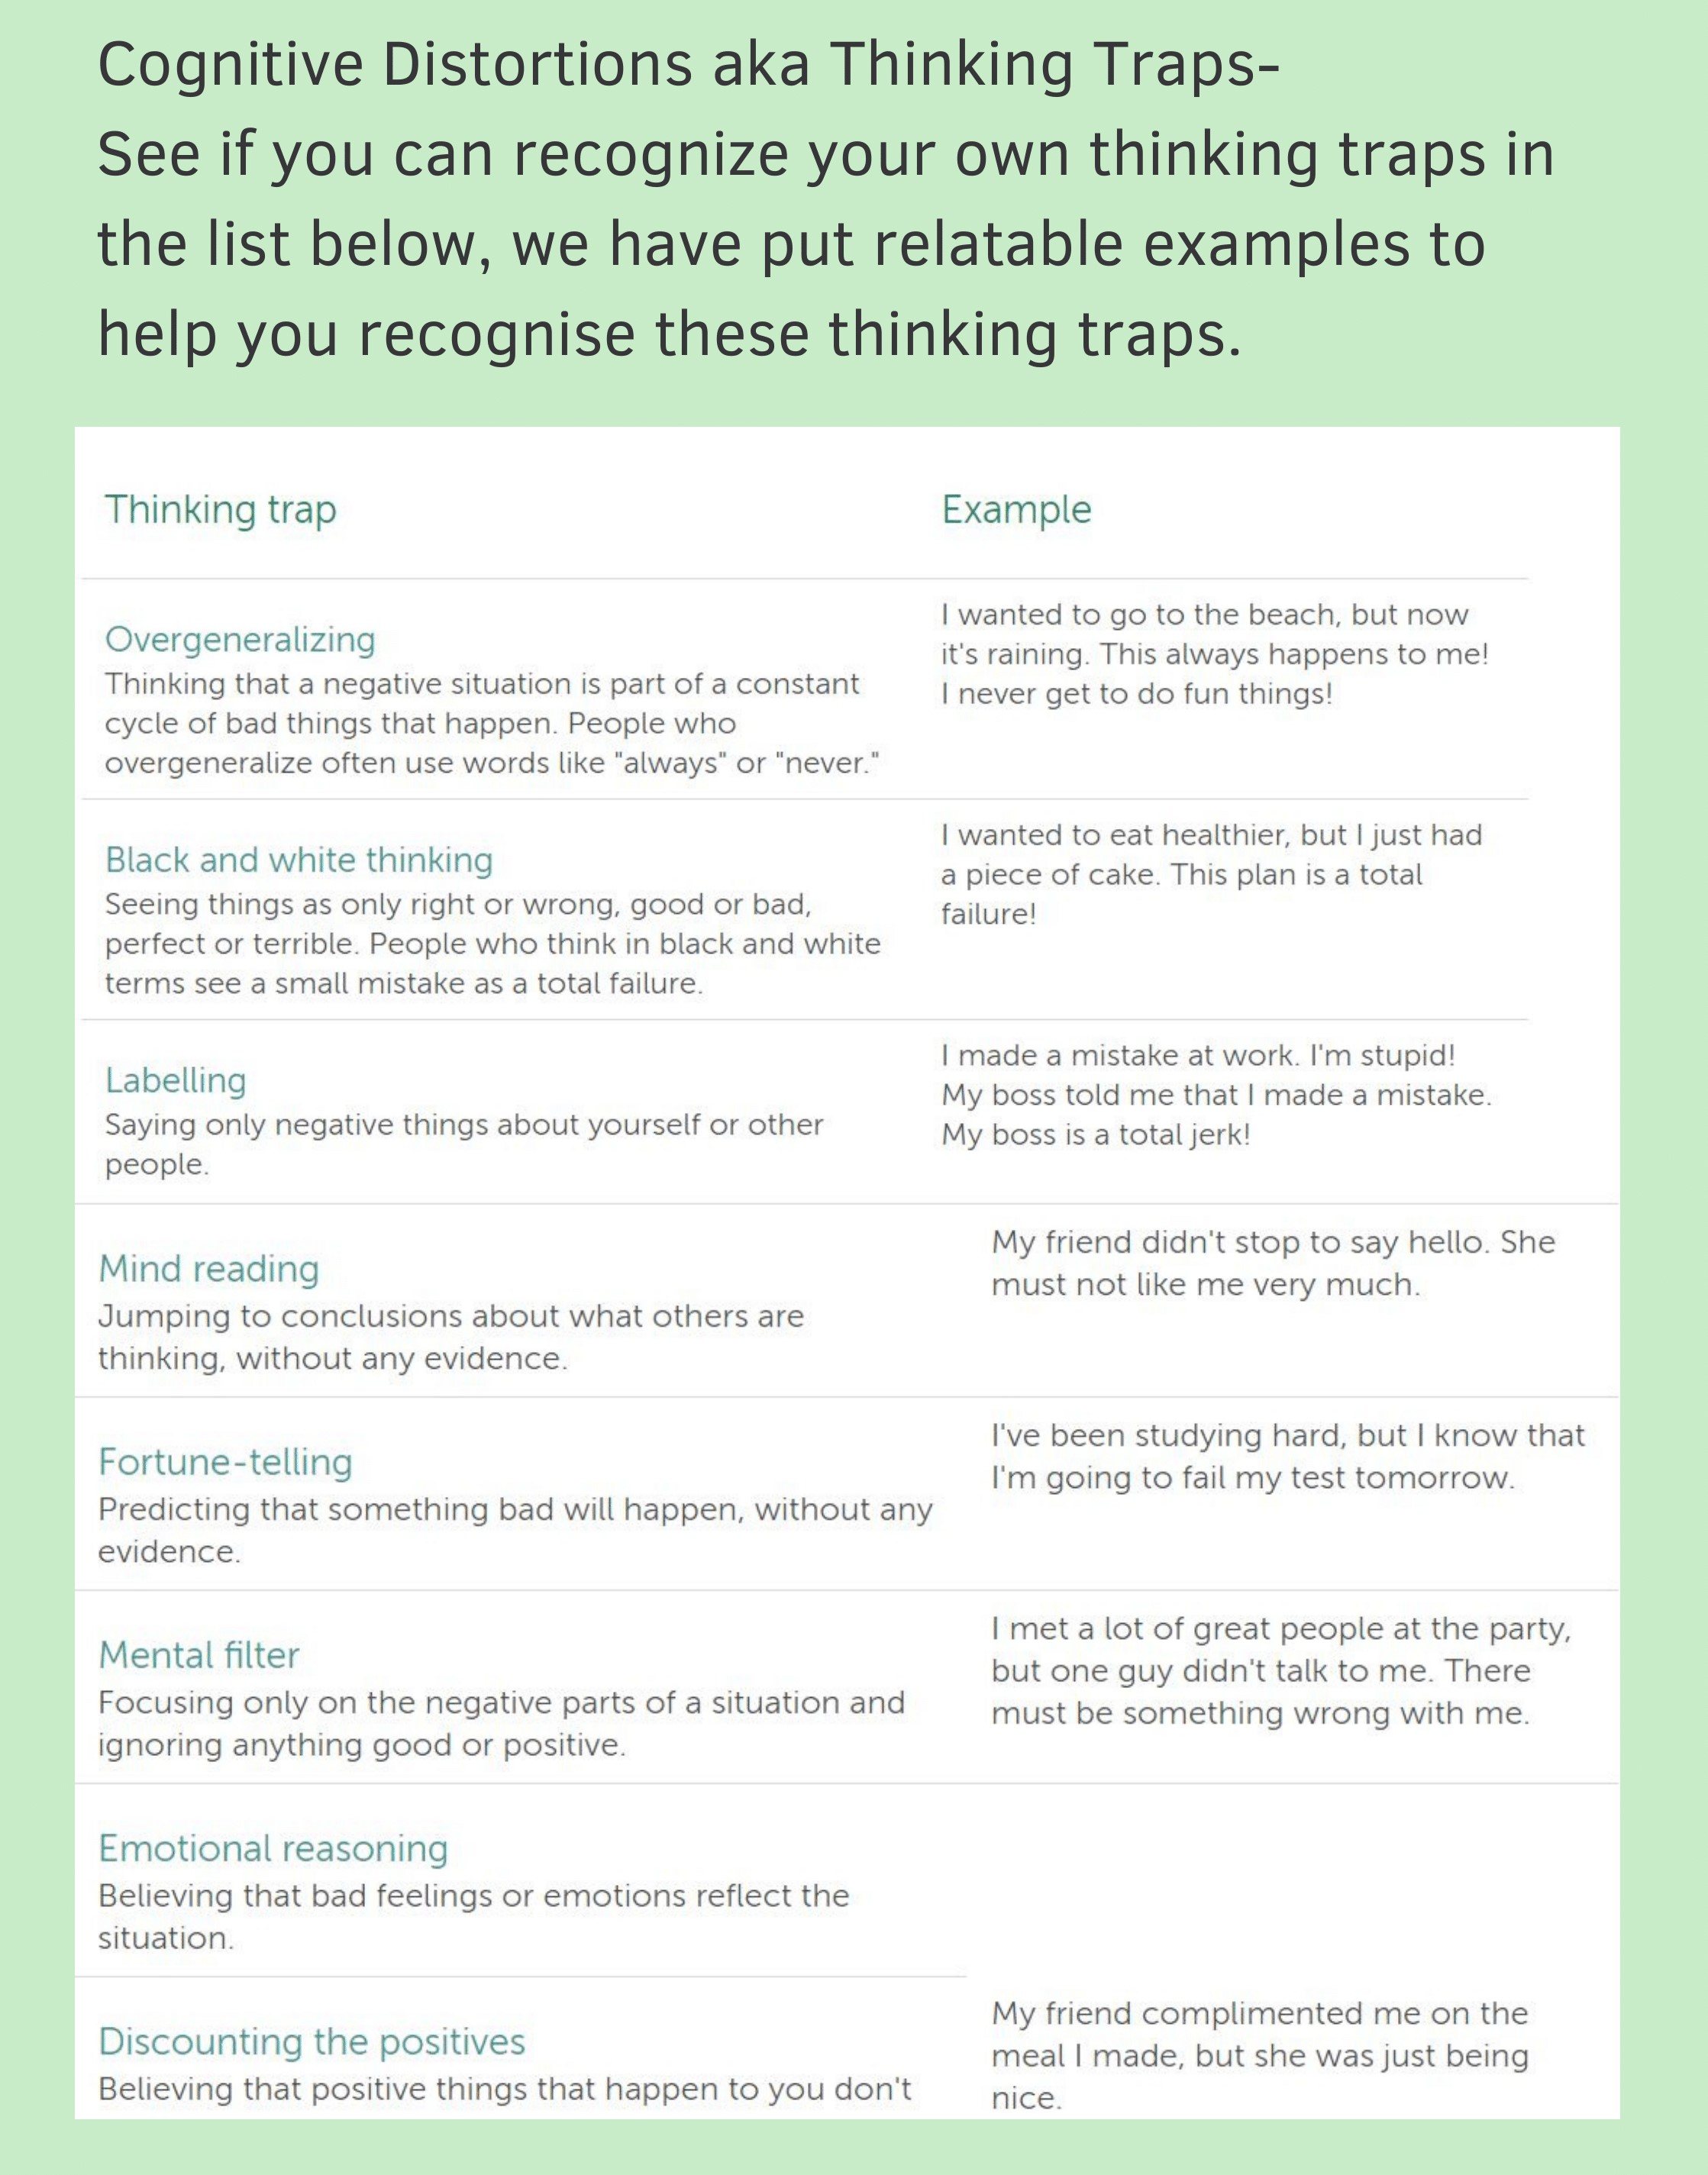 Cognitive Distortions aka Thinking Traps-
See if you can recognize your own thinking traps in
the list below, we have put relatable examples to
help you recognise these thinking traps.
Thinking trap
Example
Overgeneralizing
Thinking that a negative situation is part of a constant
cycle of bad things that happen. People who
overgeneralize often use words like "always" or "never."
I wanted to go to the beach, but now
it's raining. This always happens to me!
I never get to do fun things!
Black and white thinking
Seeing things as only right or wrong, good or bad,
perfect or terrible. People who think in black and white
terms see a small mistake as a total failure.
I wanted to eat healthier, but I just had
a piece of cake. This plan is a total
failure!
Labelling
Saying only negative things about yourself or other
people.
I made a mistake at work. I'm stupid!
My boss told me that I made a mistake.
My boss is a total jerk!
Mind reading
Jumping to conclusions about what others are
thinking, without any evidence.
My friend didn't stop to say hello. She
must not like me very much.
Fortune-telling
Predicting that something bad will happen, without any
evidence.
I've been studying hard, but I know that
I'm going to fail my test tomorrow.
Mental filter
Focusing only on the negative parts of a situation and
ignoring anything good or positive.
I met a lot of great people at the party,
but one guy didn't talk to me. There
must be something wrong with me.
Emotional reasoning
Believing that bad feelings or emotions reflect the
situation.
Discounting the positives
Believing that positive things that happen to you don't
My friend complimented me on the
meal I made, but she was just being
nice.